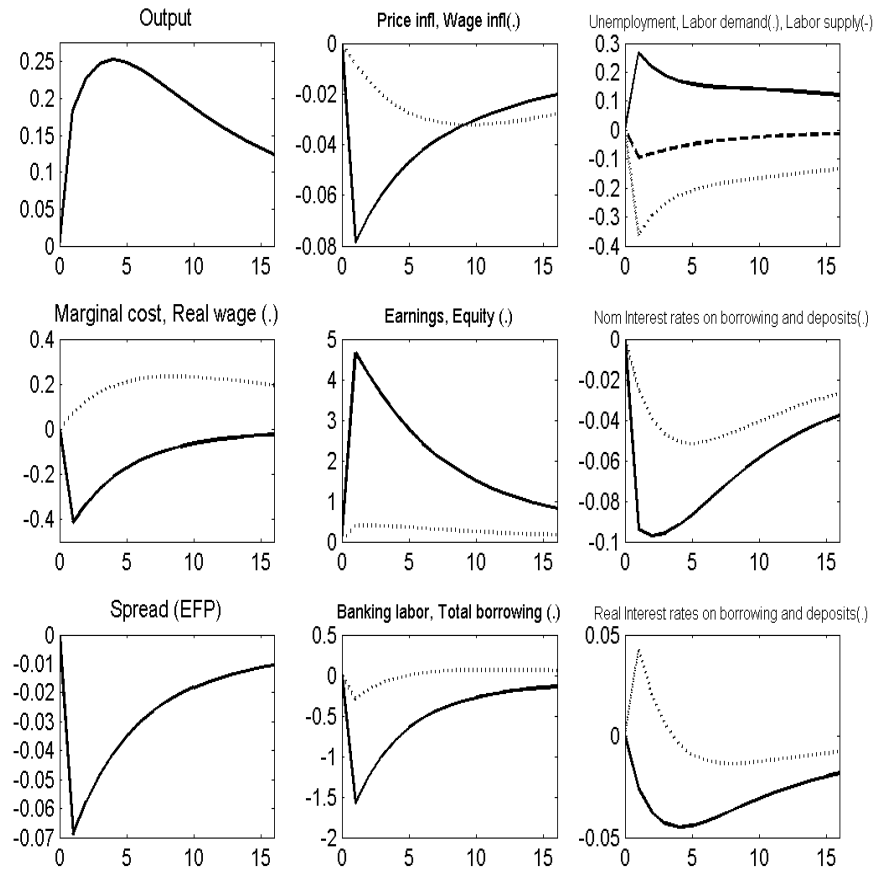 Output
0.25
0.2
0.15
0.1
0.05
0
0 5 10 15
Price infl, Wage infl(.)
0
-0.02
-0.04
-0.06
-0.08
0 5 10 15
Unemployment, Labor demand(.), Labor supply(-)
0.3
0.2
0.1
0
-0.1
-0.2
-0.3
-0.4
0 5 10 15
Marginal cost, Real wage (.)
0.4
0.2
0
-0.2
-0.4
0 5 10 15
Earnings, Equity (.)
5
4
3
2
1
0
0 5 10 15
Nom Interest rates on borrowing and deposits(.)
0
-0.02
-0.04
-0.06
-0.08
-0.1
0 5 10 15
Spread (EFP)
0
-0.01
-0.02
-0.03
-0.04
-0.05
-0.06
-0.07
0 5 10 15
Banking labor, Total borrowing (.)
0.5
0
-0.5
-1
-1.5
-2
0 5 10 15
Real Interest rates on borrowing and deposits(.)
0.05
0
-0.05
0 5 10 15